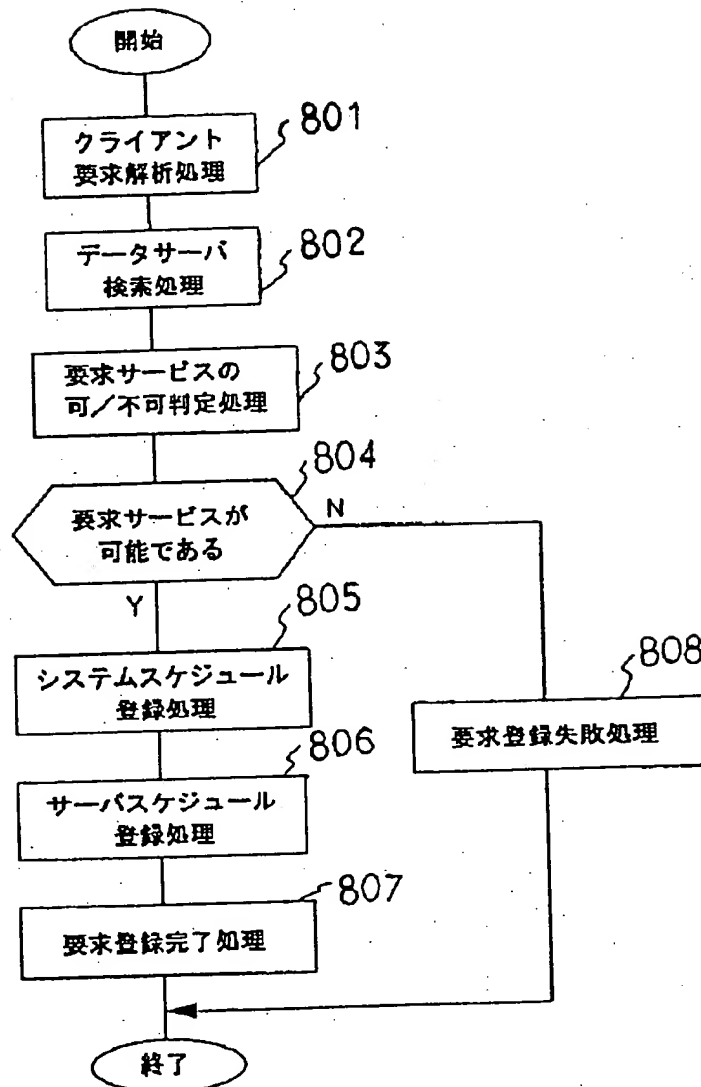 開始
クライアント
要求解析処理
801
データサーバ
検索処理
802
要求サービスの
可/不可判定処理
803
要求サービスが
可能である
804
N
Y
システムスケジュール
登録処理
805
サーバスケジュール
登録処理
806
要求登録完了処理
807
要求登録失敗処理
808
終了